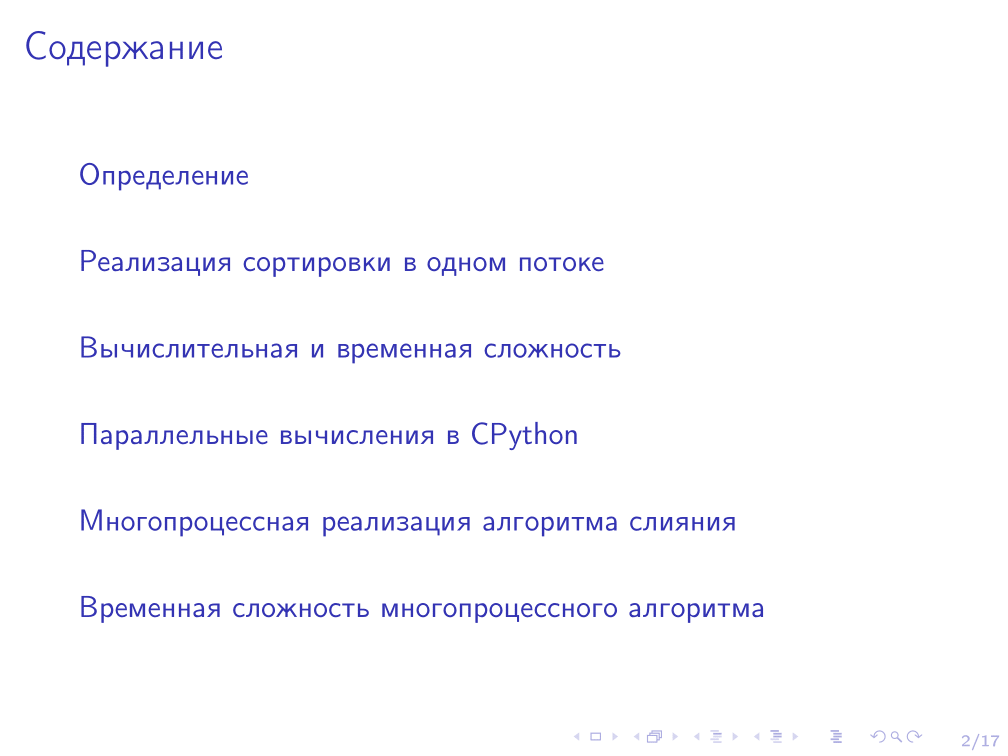 Содержание
Определение
Реализация сортировки в одном потоке
Вычислительная и временная сложность
Параллельные вычисления в CPython
Многопроцессная реализация алгоритма слияния
Временная сложность многопроцессного алгоритма
2/17